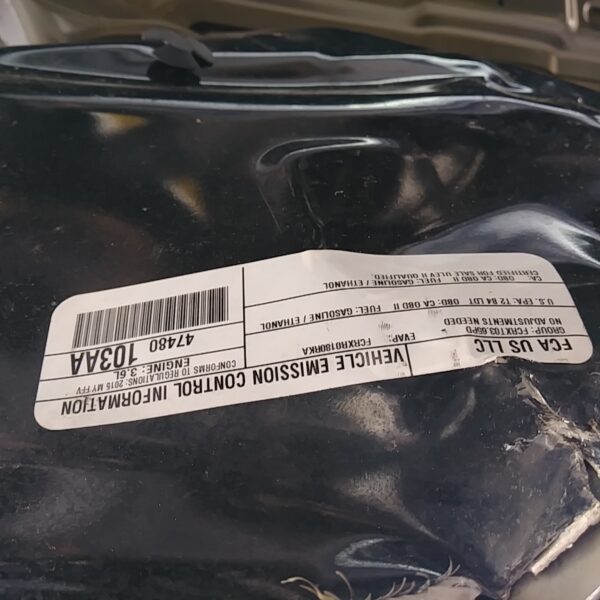 FCA US LLC
VEHICLE EMISSION CONTROL INFORMATION
GROUP: FCRXT03.66PD
EVAP: FCRXR0180RKA
ENGINE: 3.6L
NO ADJUSTMENTS NEEDED
CONFORMS TO REGULATIONS: 2015 MY FFV
U.S. EPA: T2 B4 LDT OBD: CA OBD II FUEL: GASOLINE / ETHANOL
CA: OBD: CA OBD II FUEL: GASOLINE / ETHANOL
CERTIFIED FOR SALE ULEV II QUALIFIED.
47480 103AA